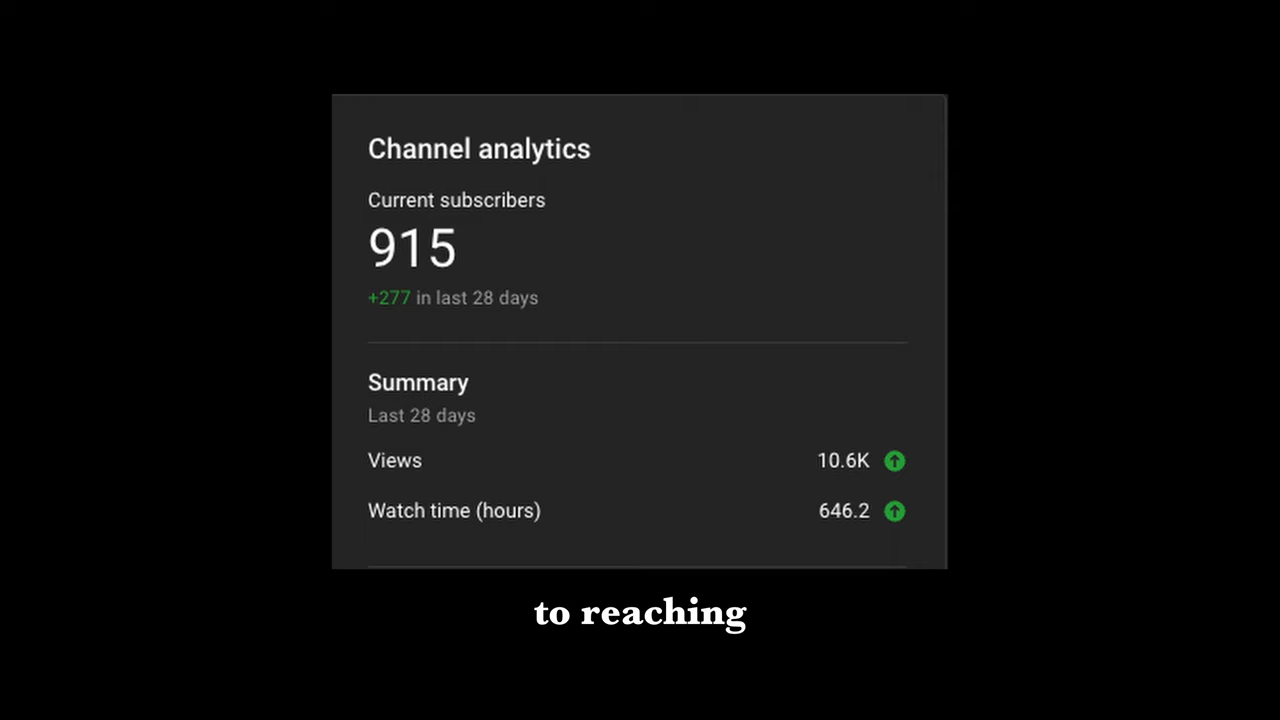 Channel analytics
Current subscribers
915
+277 in last 28 days
Summary
Last 28 days
Views 10.6K
Watch time (hours) 646.2
to reaching